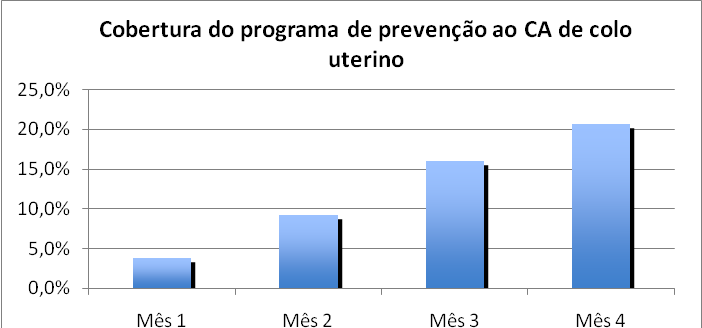 Cobertura do programa de prevenção ao CA de colo
uterino
25,0%
20,0%
15,0%
10,0%
5,0%
0,0%
Mês 1 Mês 2 Mês 3 Mês 4